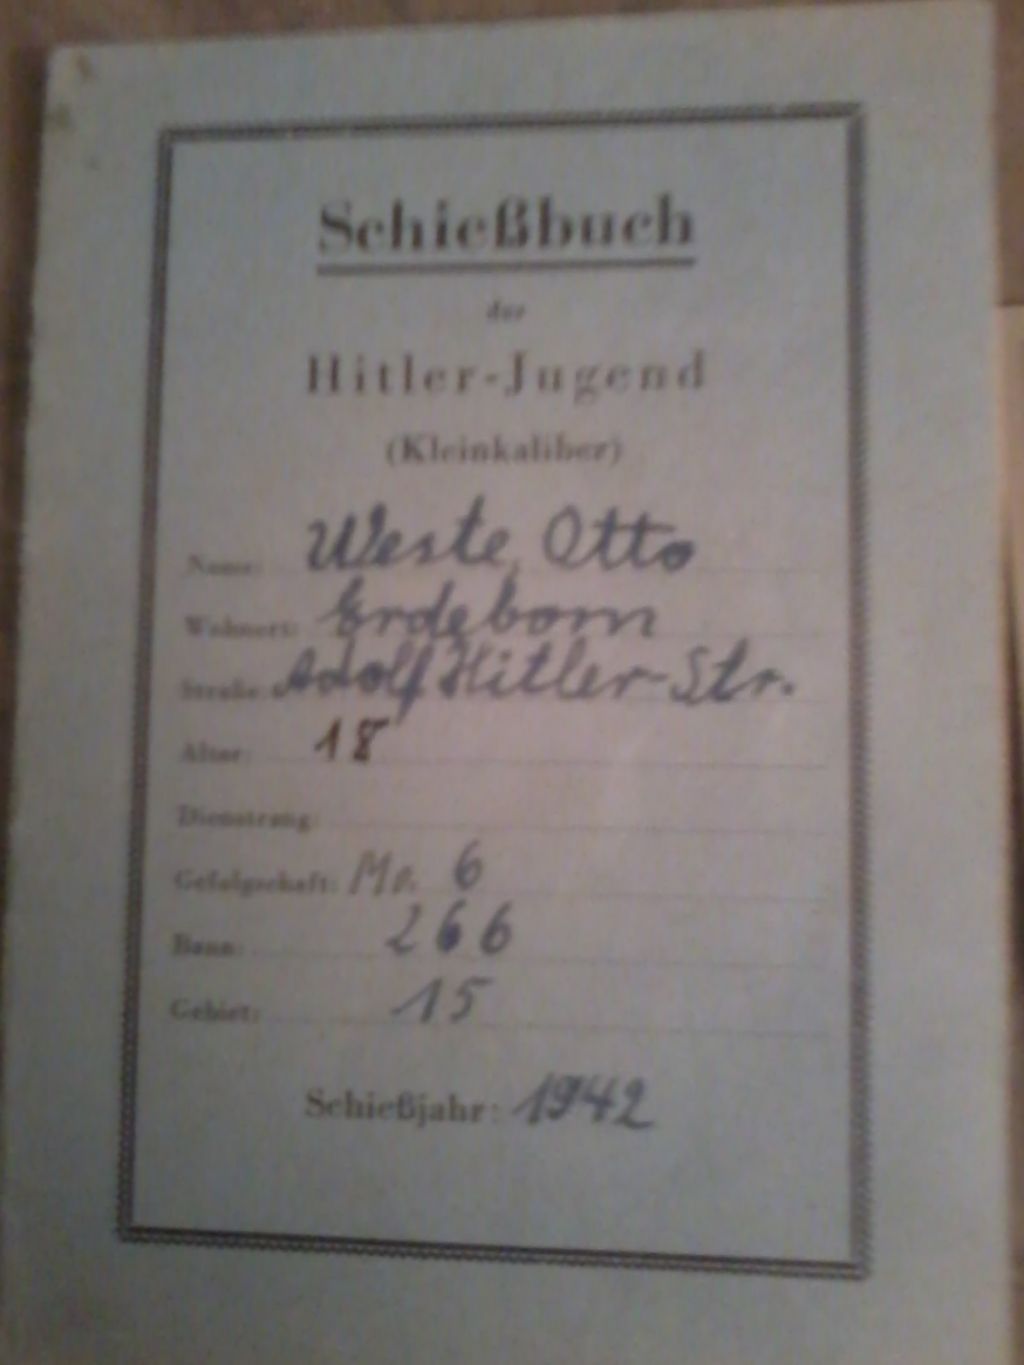 Schießbuch
der
Hitler-Jugend
(Kleinkaliber)
Name: Weste, Otto
Wohnort: Erdeborn
Straße: Adolf Hitler-Str.
Alter: 18
Dienstrang:
Gefolgschaft: Mo. 6
Bann: 266
Gebiet: 15
Schießjahr: 1942